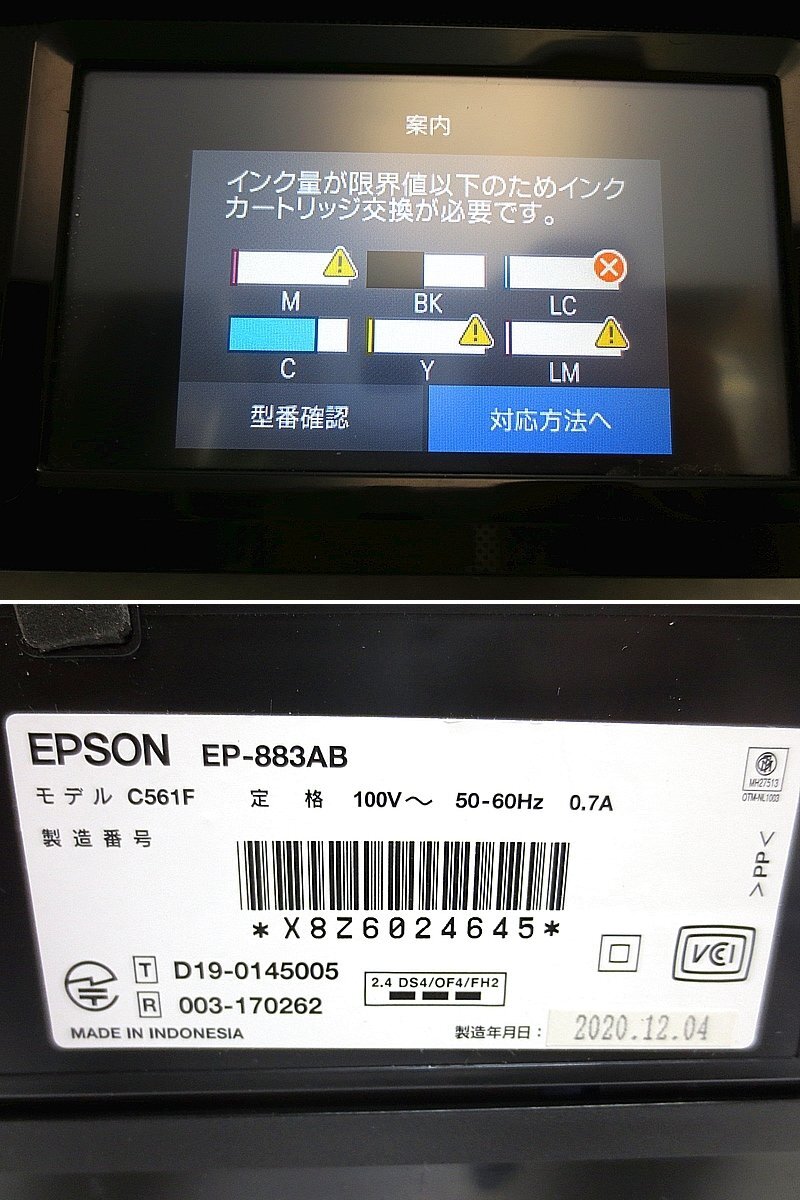 案内
インク量が限界値以下のためインク
カートリッジ交換が必要です。
M BK LC
C Y LM
型番確認 対応方法へ
EPSON EP-883AB
モデル C561F 定格 100V～ 50-60Hz 0.7A
製造番号
*X8Z6024645*
MH27513
OTM-NL1003
>PP<
T D19-0145005
R 003-170262
2.4 DS4/OF4/FH2
VCI
MADE IN INDONESIA
製造年月日: 2020.12.04